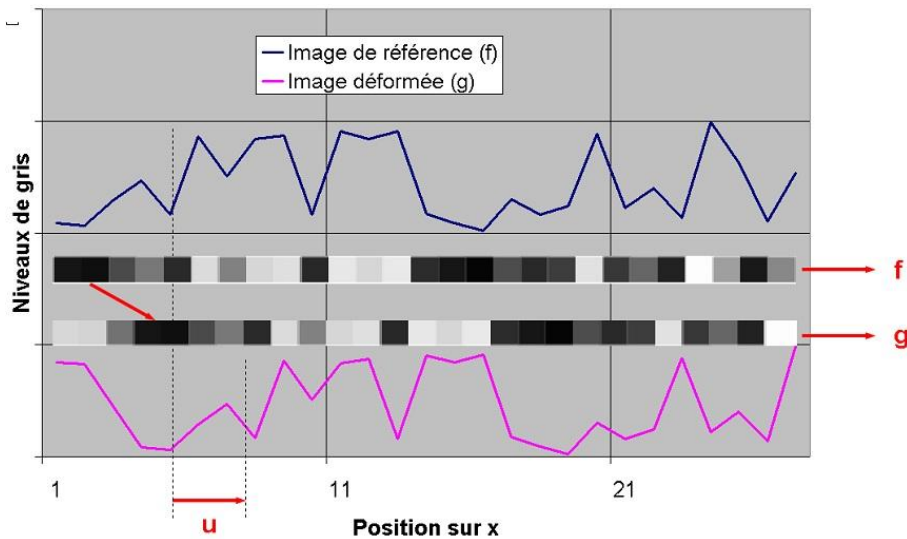 Image de référence (f)
Image déformée (g)
Niveaux de gris
f
g
1
11
21
u
Position sur x